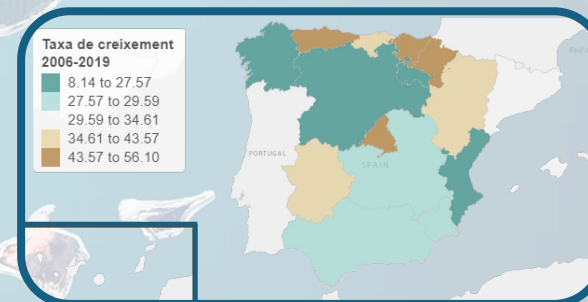 Taxa de creixement
2006-2019
8.14 to 27.57
27.57 to 29.59
29.59 to 34.61
34.61 to 43.57
43.57 to 56.10
PORTUGAL
SPAIN